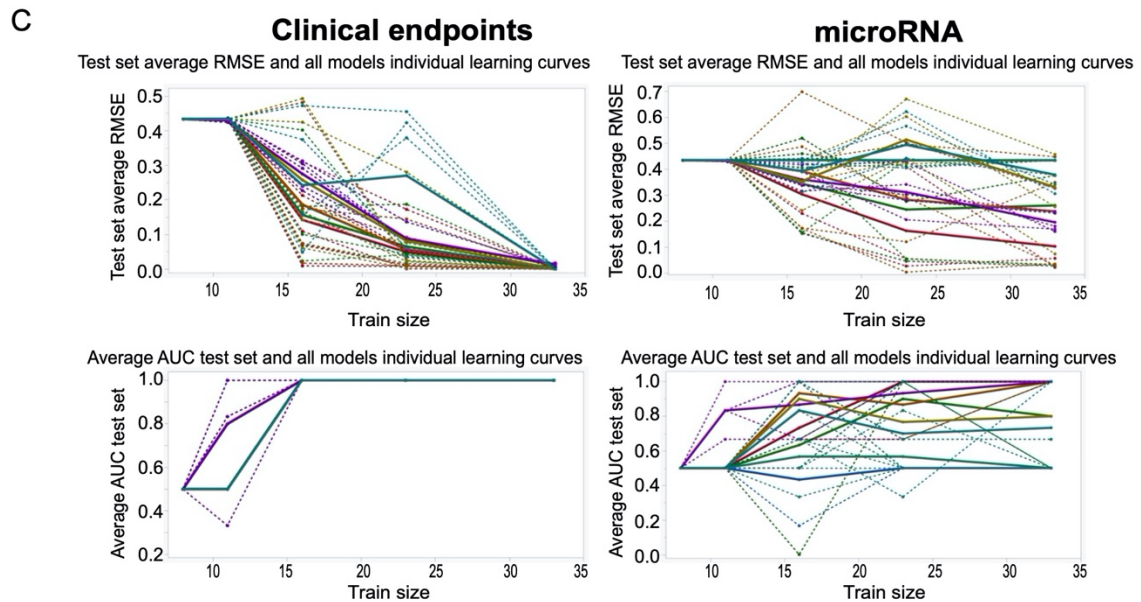 C
Clinical endpoints
Test set average RMSE and all models individual learning curves
Test set average RMSE
0.5
0.4
0.3
0.2
0.1
0.0
10 15 20 25 30 35
Train size
microRNA
Test set average RMSE and all models individual learning curves
Test set average RMSE
0.7
0.6
0.5
0.4
0.3
0.2
0.1
0.0
10 15 20 25 30 35
Train size
Average AUC test set and all models individual learning curves
Average AUC test set
1.0
0.8
0.6
0.4
0.2
10 15 20 25 30 35
Train size
Average AUC test set and all models individual learning curves
Average AUC test set
1.0
0.8
0.6
0.4
0.2
0.0
10 15 20 25 30 35
Train size